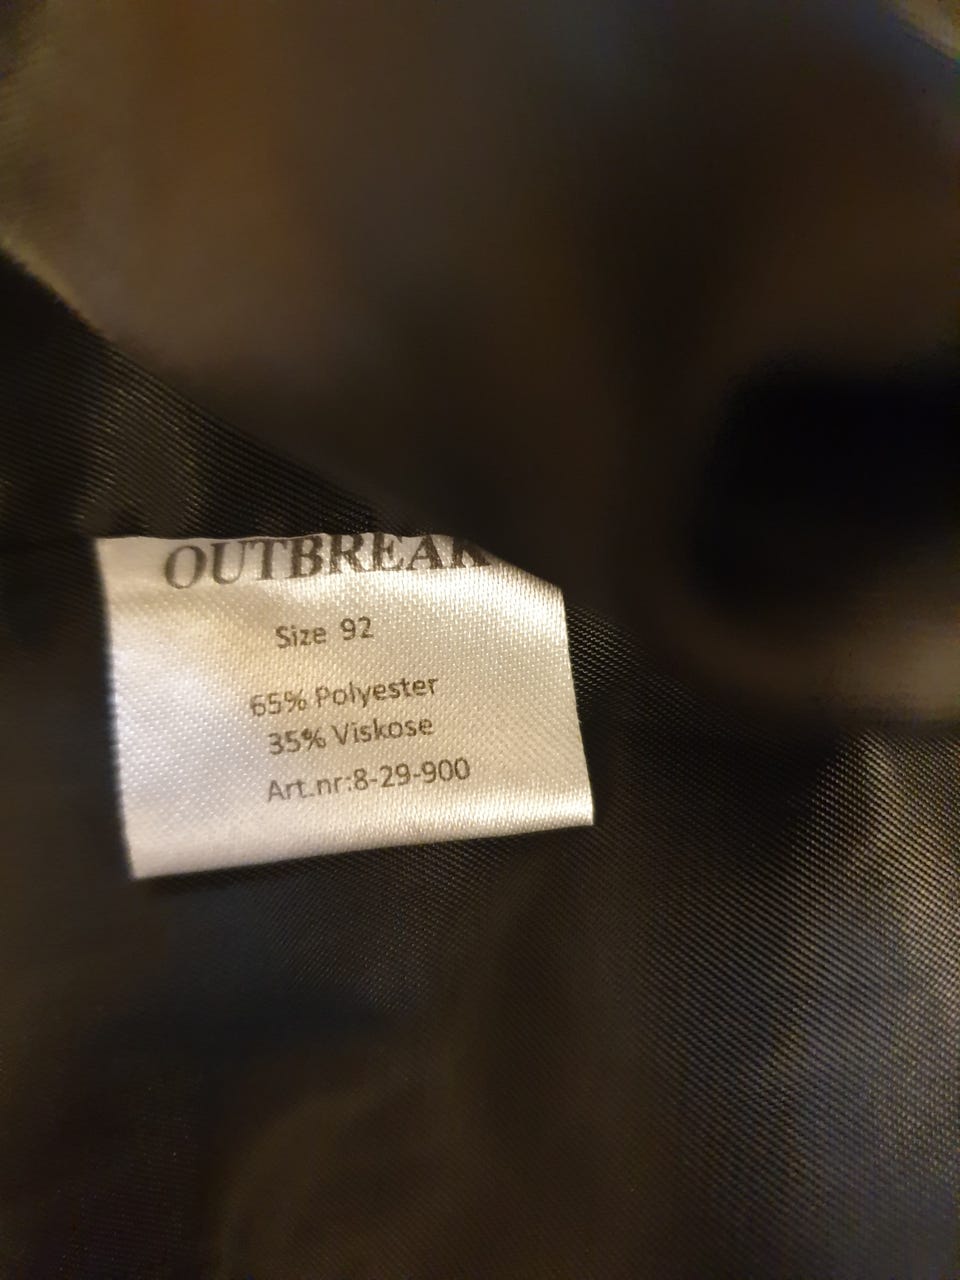 OUTBREAK
Size 92
65% Polyester
35% Viskose
Art.nr:8-29-900